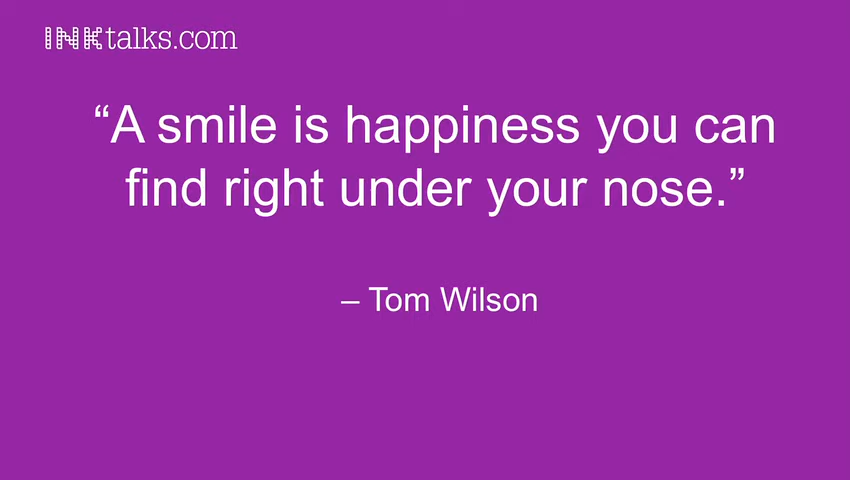 INKtalks.com
“A smile is happiness you can
find right under your nose.”
– Tom Wilson